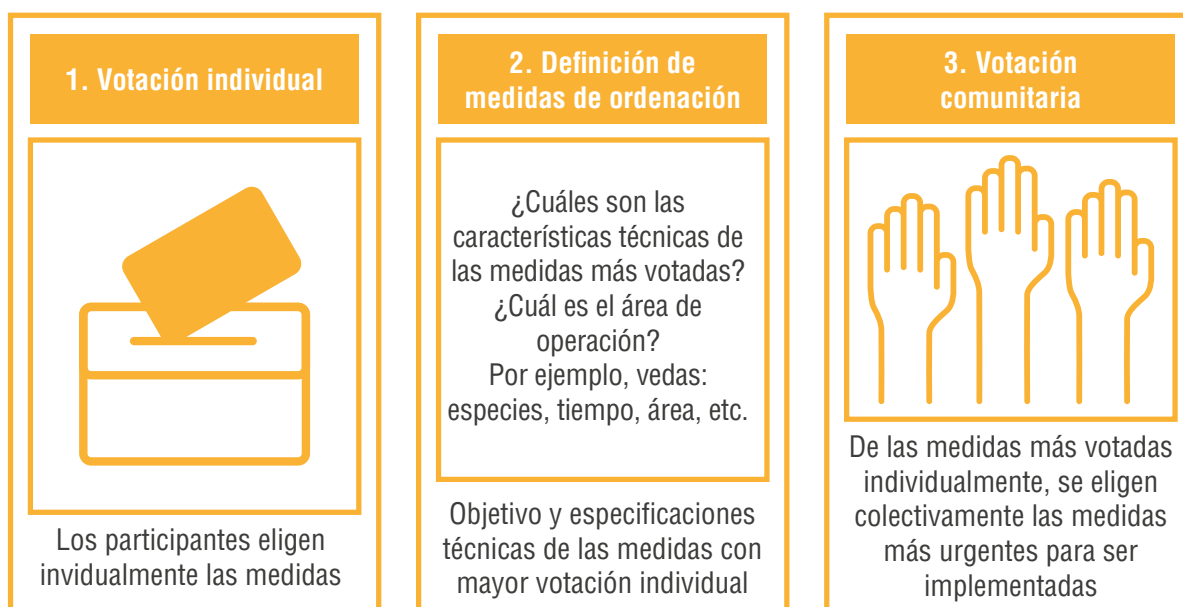 1. Votación individual
Los participantes eligen
invidualmente las medidas
2. Definición de
medidas de ordenación
¿Cuáles son las
características técnicas de
las medidas más votadas?
¿Cuál es el área de
operación?
Por ejemplo, vedas:
especies, tiempo, área, etc.
Objetivo y especificaciones
técnicas de las medidas con
mayor votación individual
3. Votación
comunitaria
De las medidas más votadas
individualmente, se eligen
colectivamente las medidas
más urgentes para ser
implementadas